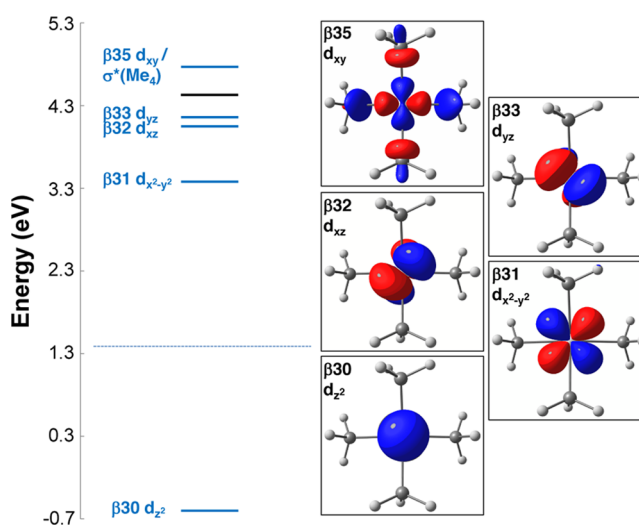 Energy (eV)
5.3
4.3
3.3
2.3
1.3
0.3
-0.7
β35 dxy /
σ*(Me4)
β33 dyz
β32 dxz
β31 dx²-y²
β30 dz²
β35
dxy
β33
dyz
β32
dxz
β31
dx²-y²
β30
dz²